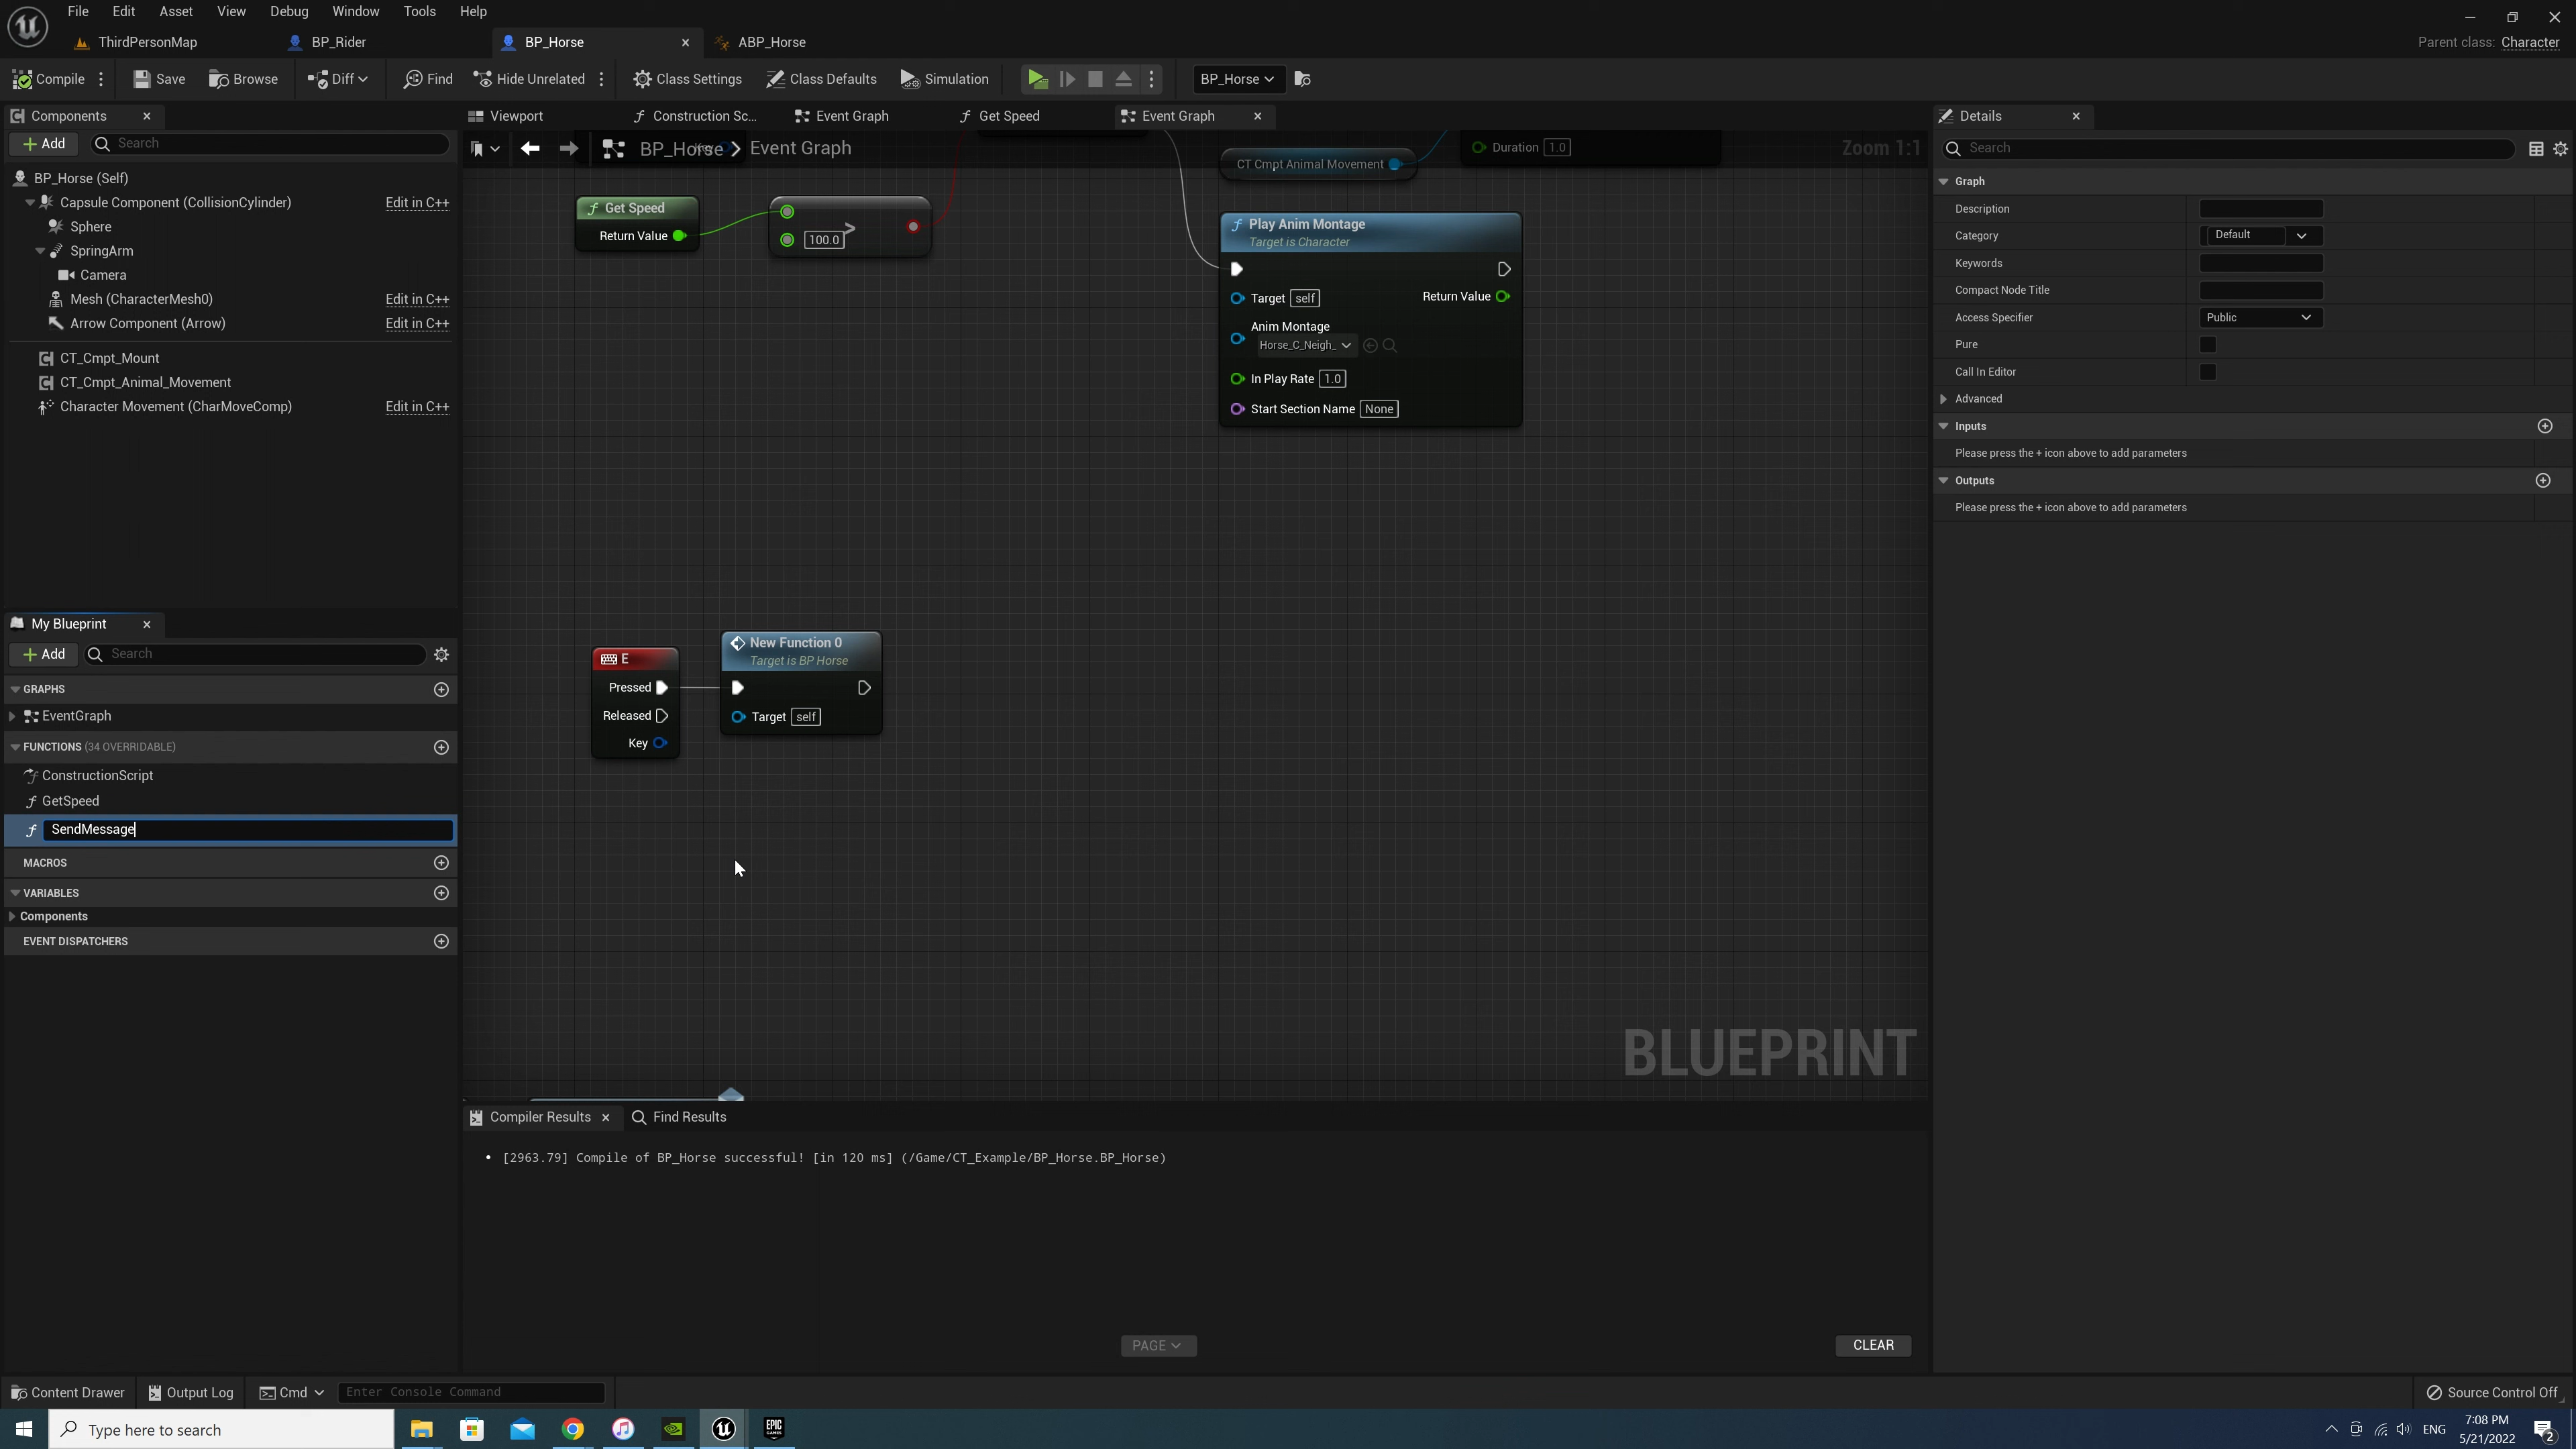 File Edit Asset View Debug Window Tools Help
ThirdPersonMap BP_Rider BP_Horse ABP_Horse
Parent class: Character
Compile Save Browse Diff Find Hide Unrelated Class Settings Class Defaults Simulation BP_Horse
Components
Add Search
BP_Horse (Self)
Capsule Component (CollisionCylinder) Edit in C++
Sphere
SpringArm
Camera
Mesh (CharacterMesh0) Edit in C++
Arrow Component (Arrow) Edit in C++
CT_Cmpt_Mount
CT_Cmpt_Animal_Movement
Character Movement (CharMoveComp) Edit in C++
My Blueprint
Add Search
GRAPHS
EventGraph
FUNCTIONS (34 OVERRIDABLE)
ConstructionScript
GetSpeed
SendMessage
MACROS
VARIABLES
Components
EVENT DISPATCHERS
Viewport Construction Sc... Event Graph Get Speed Event Graph
BP_Horse > Event Graph
Key
Zoom 1:1
CT Cmpt Animal Movement
Duration 1.0
Get Speed
Return Value
100.0
>
Play Anim Montage
Target is Character
Target self
Return Value
Anim Montage
Horse_C_Neigh_
In Play Rate 1.0
Start Section Name None
E
Pressed
Released
Key
New Function 0
Target is BP Horse
Target self
BLUEPRINT
Compiler Results Find Results
• [2963.79] Compile of BP_Horse successful! [in 120 ms] (/Game/CT_Example/BP_Horse.BP_Horse)
PAGE
CLEAR
Details
Search
Graph
Description
Category Default
Keywords
Compact Node Title
Access Specifier Public
Pure
Call In Editor
Advanced
Inputs
Please press the + icon above to add parameters
Outputs
Please press the + icon above to add parameters
Content Drawer Output Log Cmd Enter Console Command
Source Control Off
Type here to search
EPIC
GAMES
ENG
7:08 PM
5/21/2022
2